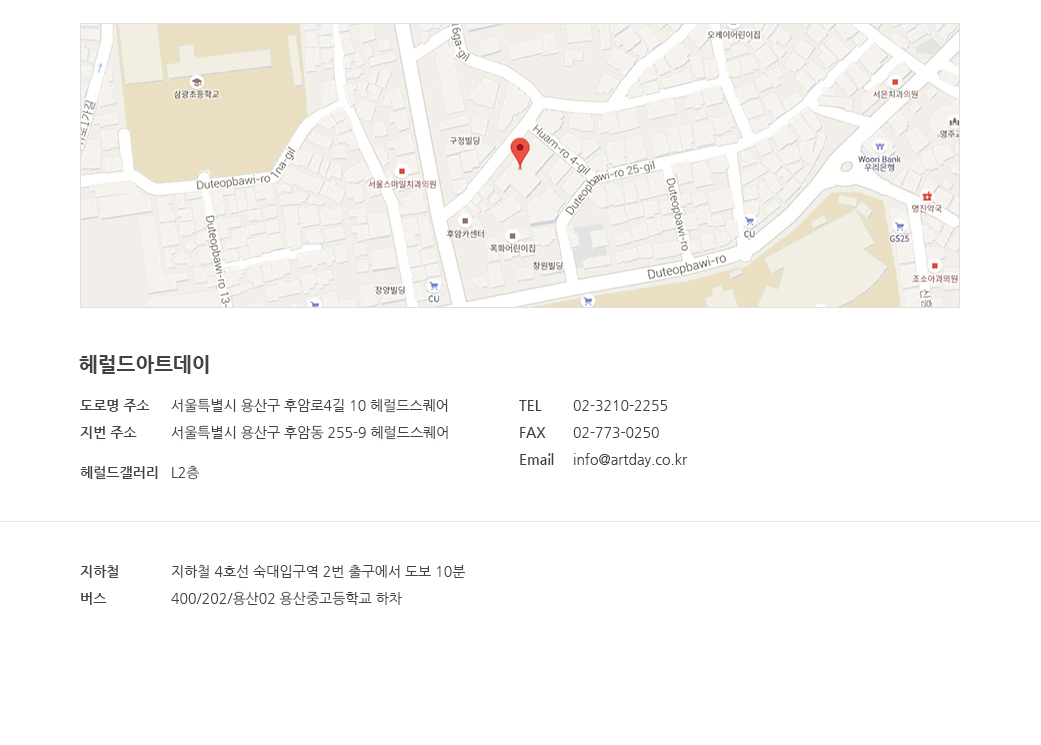 오케이어린이집
6ga-gil
삼광초등학교
서은치과의원
구정빌딩
Huam-ro 4-gil
Woori Bank
우리은행
Duteopbawi-ro 1na-gil
서울스마일치과의원
Duteopbawi-ro 25-gil
명진약국
Duteopbawi-ro
후암카센터
목화어린이집
CU
GS25
Duteopbawi-ro 13-
창원빌딩
Duteopbawi-ro
조소아과의원
장양빌딩
CU
헤럴드아트데이
도로명 주소 서울특별시 용산구 후암로4길 10 헤럴드스퀘어
지번 주소 서울특별시 용산구 후암동 255-9 헤럴드스퀘어
헤럴드갤러리 L2층
TEL 02-3210-2255
FAX 02-773-0250
Email info@artday.co.kr
지하철 지하철 4호선 숙대입구역 2번 출구에서 도보 10분
버스 400/202/용산02 용산중고등학교 하차